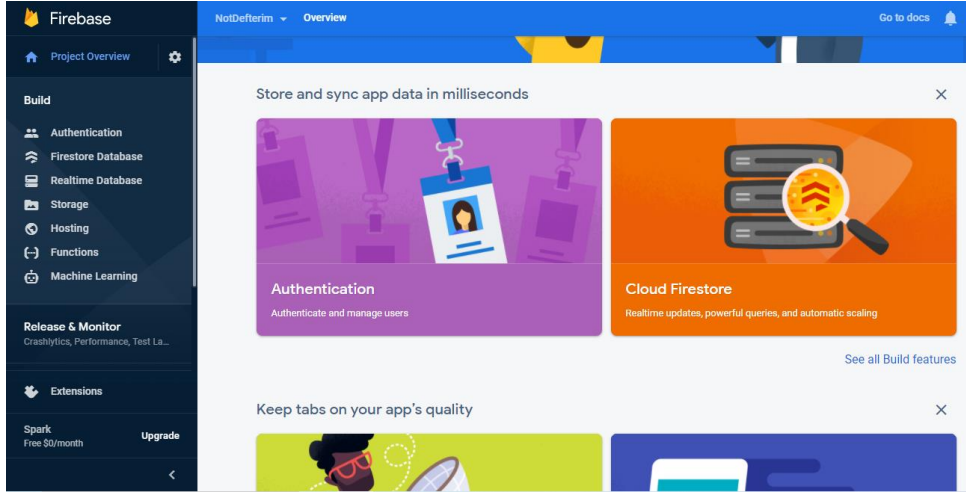 Firebase
NotDefterim
Overview
Go to docs
Project Overview
Build
Authentication
Firestore Database
Realtime Database
Storage
Hosting
Functions
Machine Learning
Release & Monitor
Crashlytics, Performance, Test La...
Extensions
Spark
Free $0/month
Upgrade
Store and sync app data in milliseconds
Authentication
Authenticate and manage users
Cloud Firestore
Realtime updates, powerful queries, and automatic scaling
See all Build features
Keep tabs on your app's quality